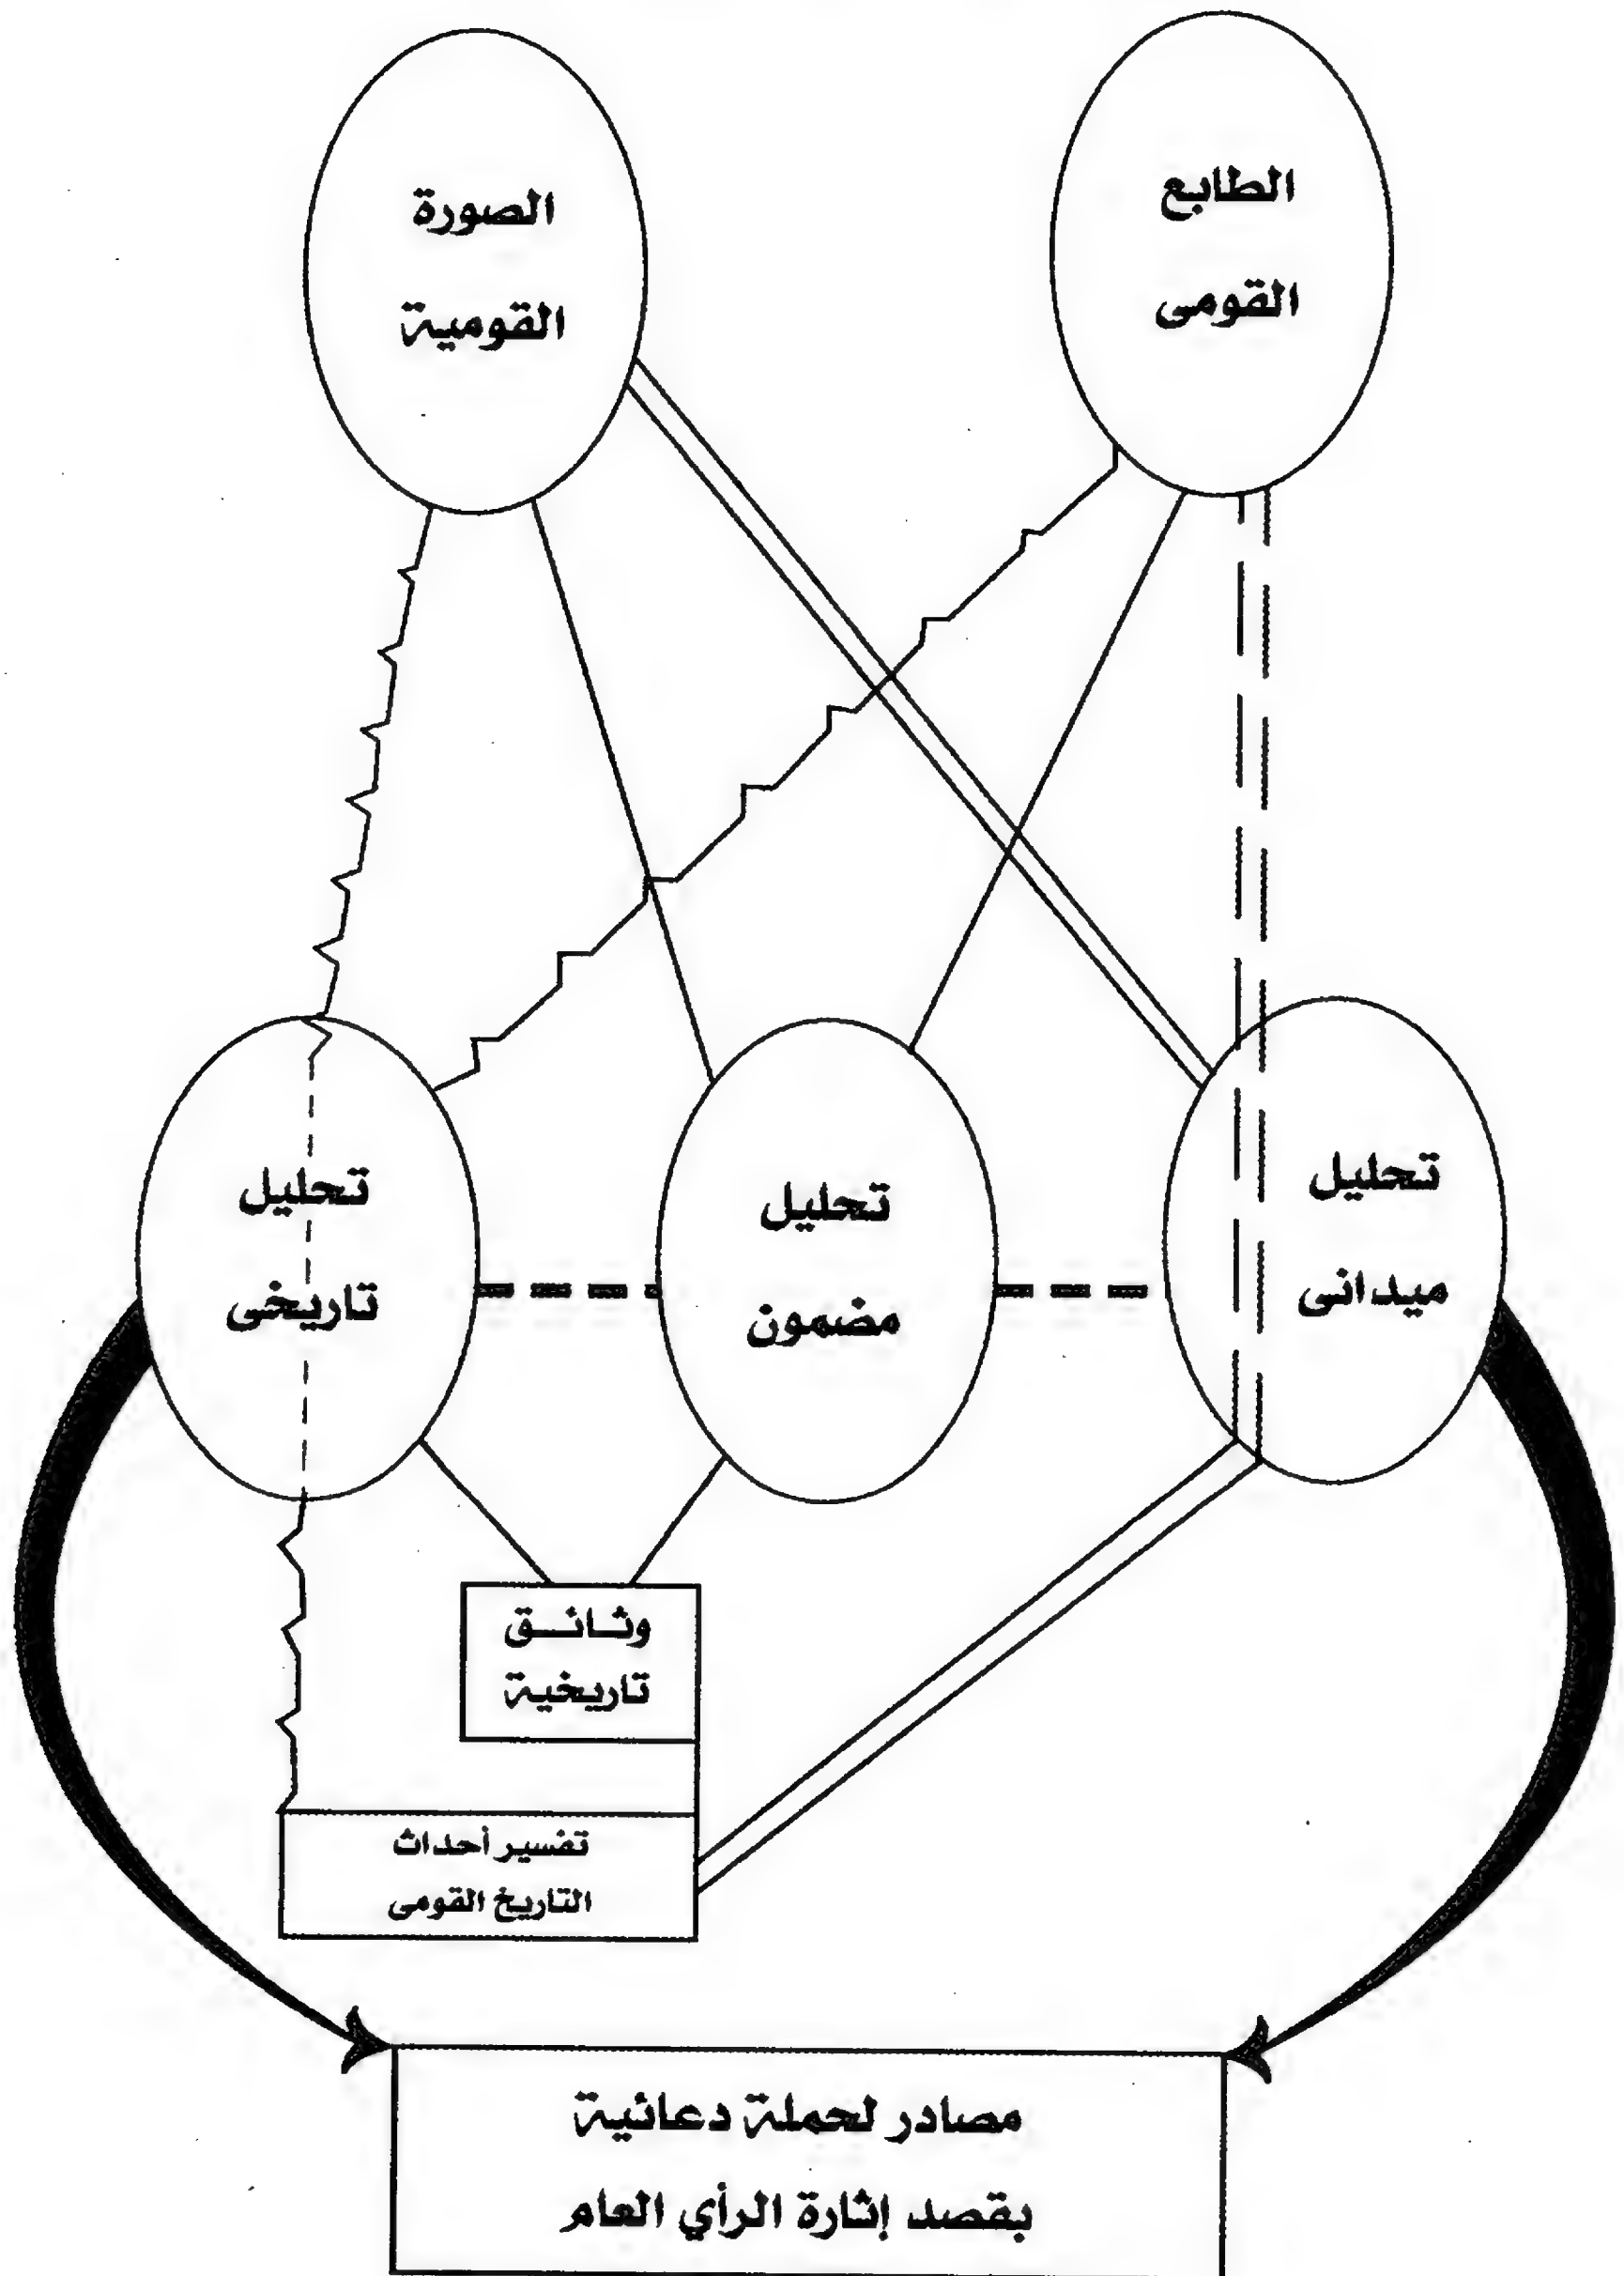 الطابع
القومى
الصورة
القومية
تحليل
ميدانى
تحليل
مضمون
تحليل
تاريخى
وثائق
تاريخية
تفسير أحداث
التاريخ القومى
مصادر لحملة دعائية
بقصد إثارة الرأي العام